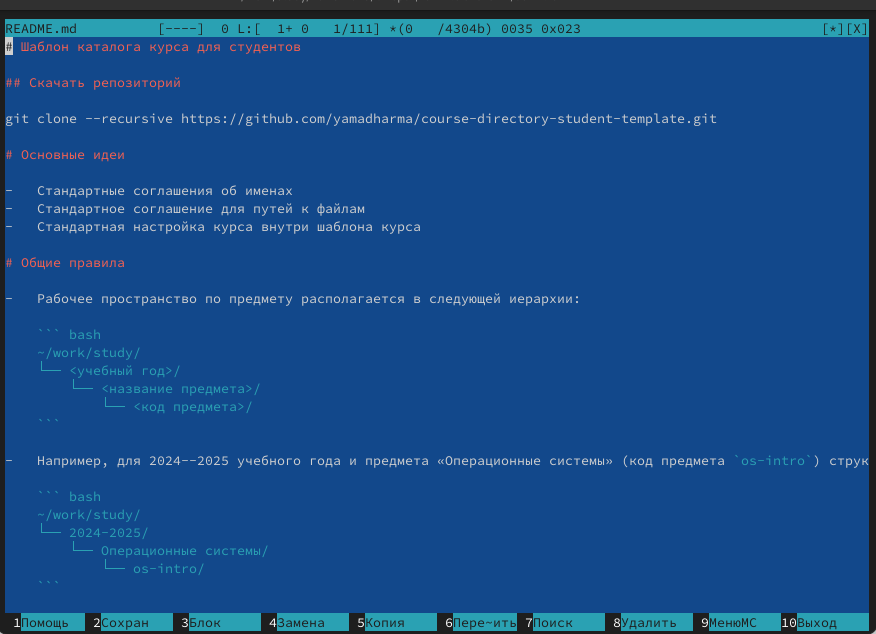 README.md          [----]  0 L:[  1+ 0   1/111] *(0   /4304b) 0035 0x023                              [*][X]
# Шаблон каталога курса для студентов
## Скачать репозиторий
git clone --recursive https://github.com/yamadharma/course-directory-student-template.git
# Основные идеи
-   Стандартные соглашения об именах
-   Стандартное соглашение для путей к файлам
-   Стандартная настройка курса внутри шаблона курса
# Общие правила
-   Рабочее пространство по предмету располагается в следующей иерархии:
    ``` bash
    ~/work/study/
    └── <учебный год>/
        └── <название предмета>/
            └── <код предмета>/
    ```
-   Например, для 2024--2025 учебного года и предмета «Операционные системы» (код предмета `os-intro`) струк
    ``` bash
    ~/work/study/
    └── 2024-2025/
        └── Операционные системы/
            └── os-intro/
    ```
1Помощь 2Сохран 3Блок 4Замена 5Копия 6Пере~ить 7Поиск 8Удалить 9МенюMC 10Выход